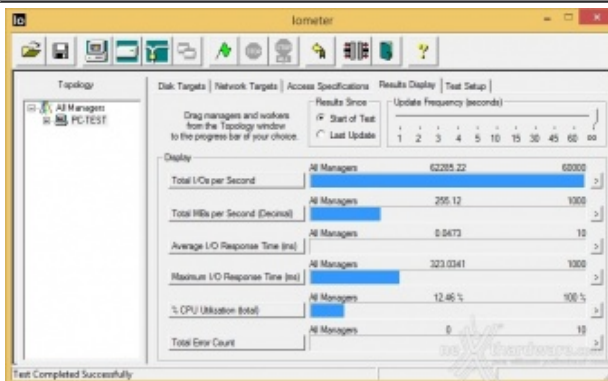 Io
Iometer
Topology
All Managers
PC-TEST
Disk Targets
Network Targets
Access Specifications
Results Display
Test Setup
Drag managers and workers
from the Topology window
to the progress bar of your choice.
Results Since
Start of Test
Last Update
Update Frequency (seconds)
1 2 3 4 5 10 15 30 45 60 ∞
Display
All Managers 62285.22 60000
Total I/Os per Second
All Managers 255.12 1000
Total MBs per Second (Decimal)
All Managers 0.0473 10
Average I/O Response Time (ms)
All Managers 323.0341 1000
Maximum I/O Response Time (ms)
All Managers 12.46 % 100 %
% CPU Utilization (total)
All Managers 0 10
Total Error Count
Test Completed Successfully